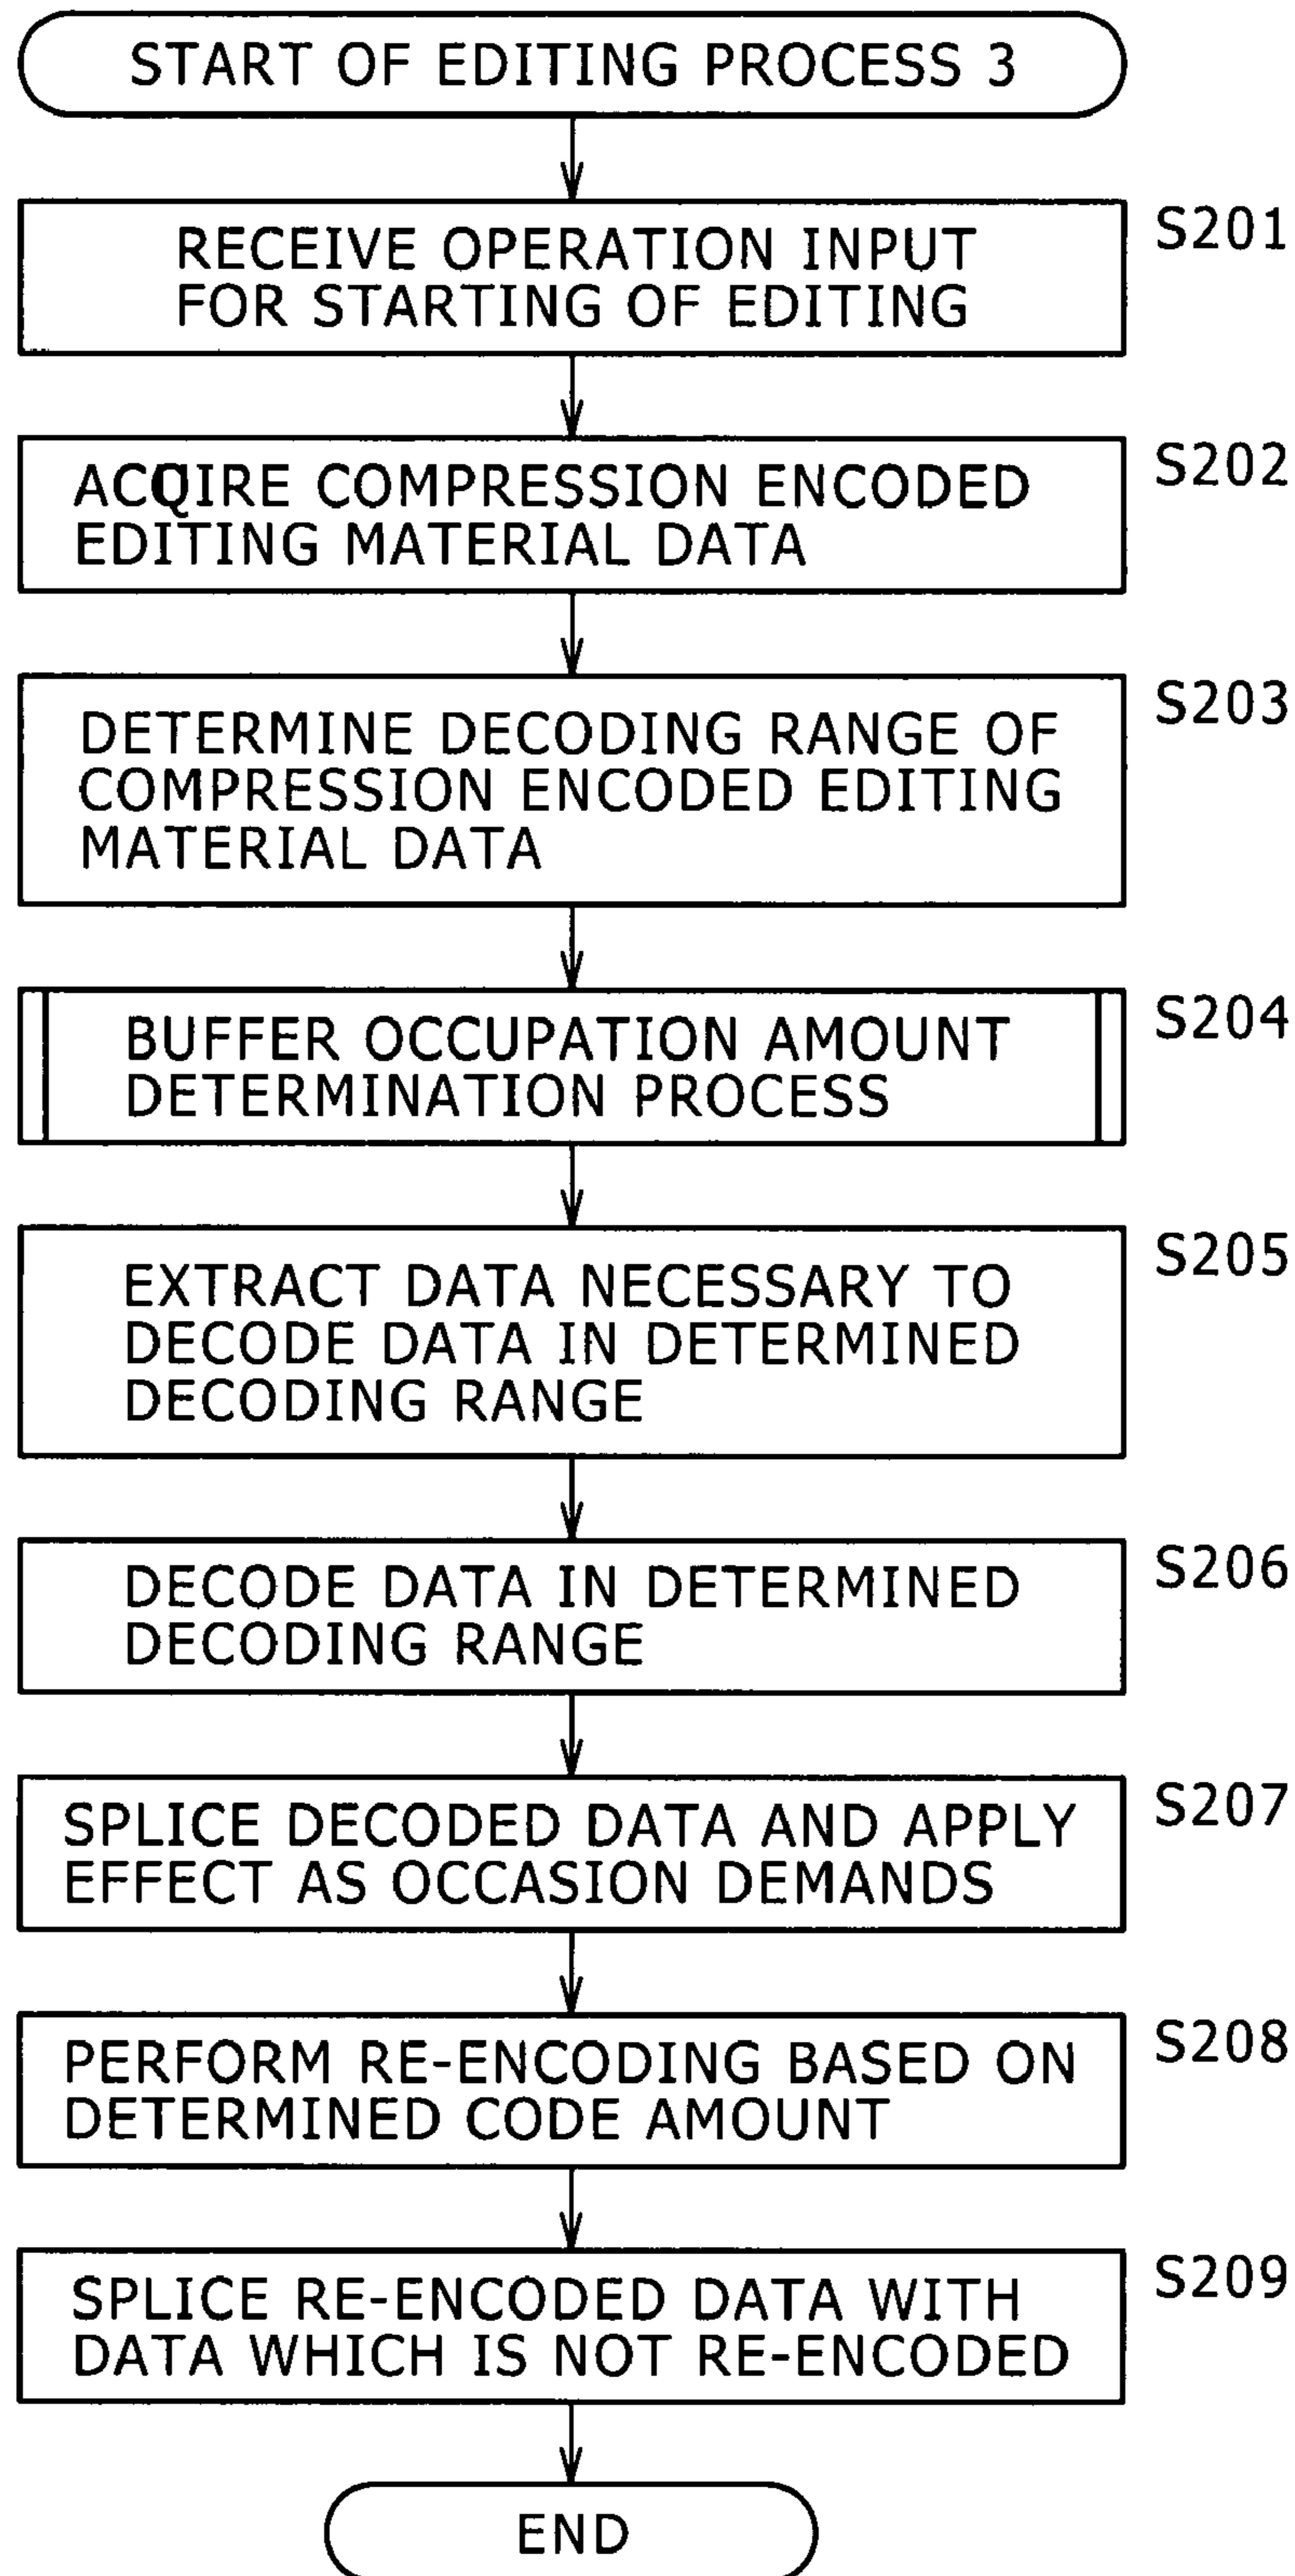 START OF EDITING PROCESS 3
S201
RECEIVE OPERATION INPUT
FOR STARTING OF EDITING
S202
ACQIRE COMPRESSION ENCODED
EDITING MATERIAL DATA
S203
DETERMINE DECODING RANGE OF
COMPRESSION ENCODED EDITING
MATERIAL DATA
S204
BUFFER OCCUPATION AMOUNT
DETERMINATION PROCESS
S205
EXTRACT DATA NECESSARY TO
DECODE DATA IN DETERMINED
DECODING RANGE
S206
DECODE DATA IN DETERMINED
DECODING RANGE
S207
SPLICE DECODED DATA AND APPLY
EFFECT AS OCCASION DEMANDS
S208
PERFORM RE-ENCODING BASED ON
DETERMINED CODE AMOUNT
S209
SPLICE RE-ENCODED DATA WITH
DATA WHICH IS NOT RE-ENCODED
END